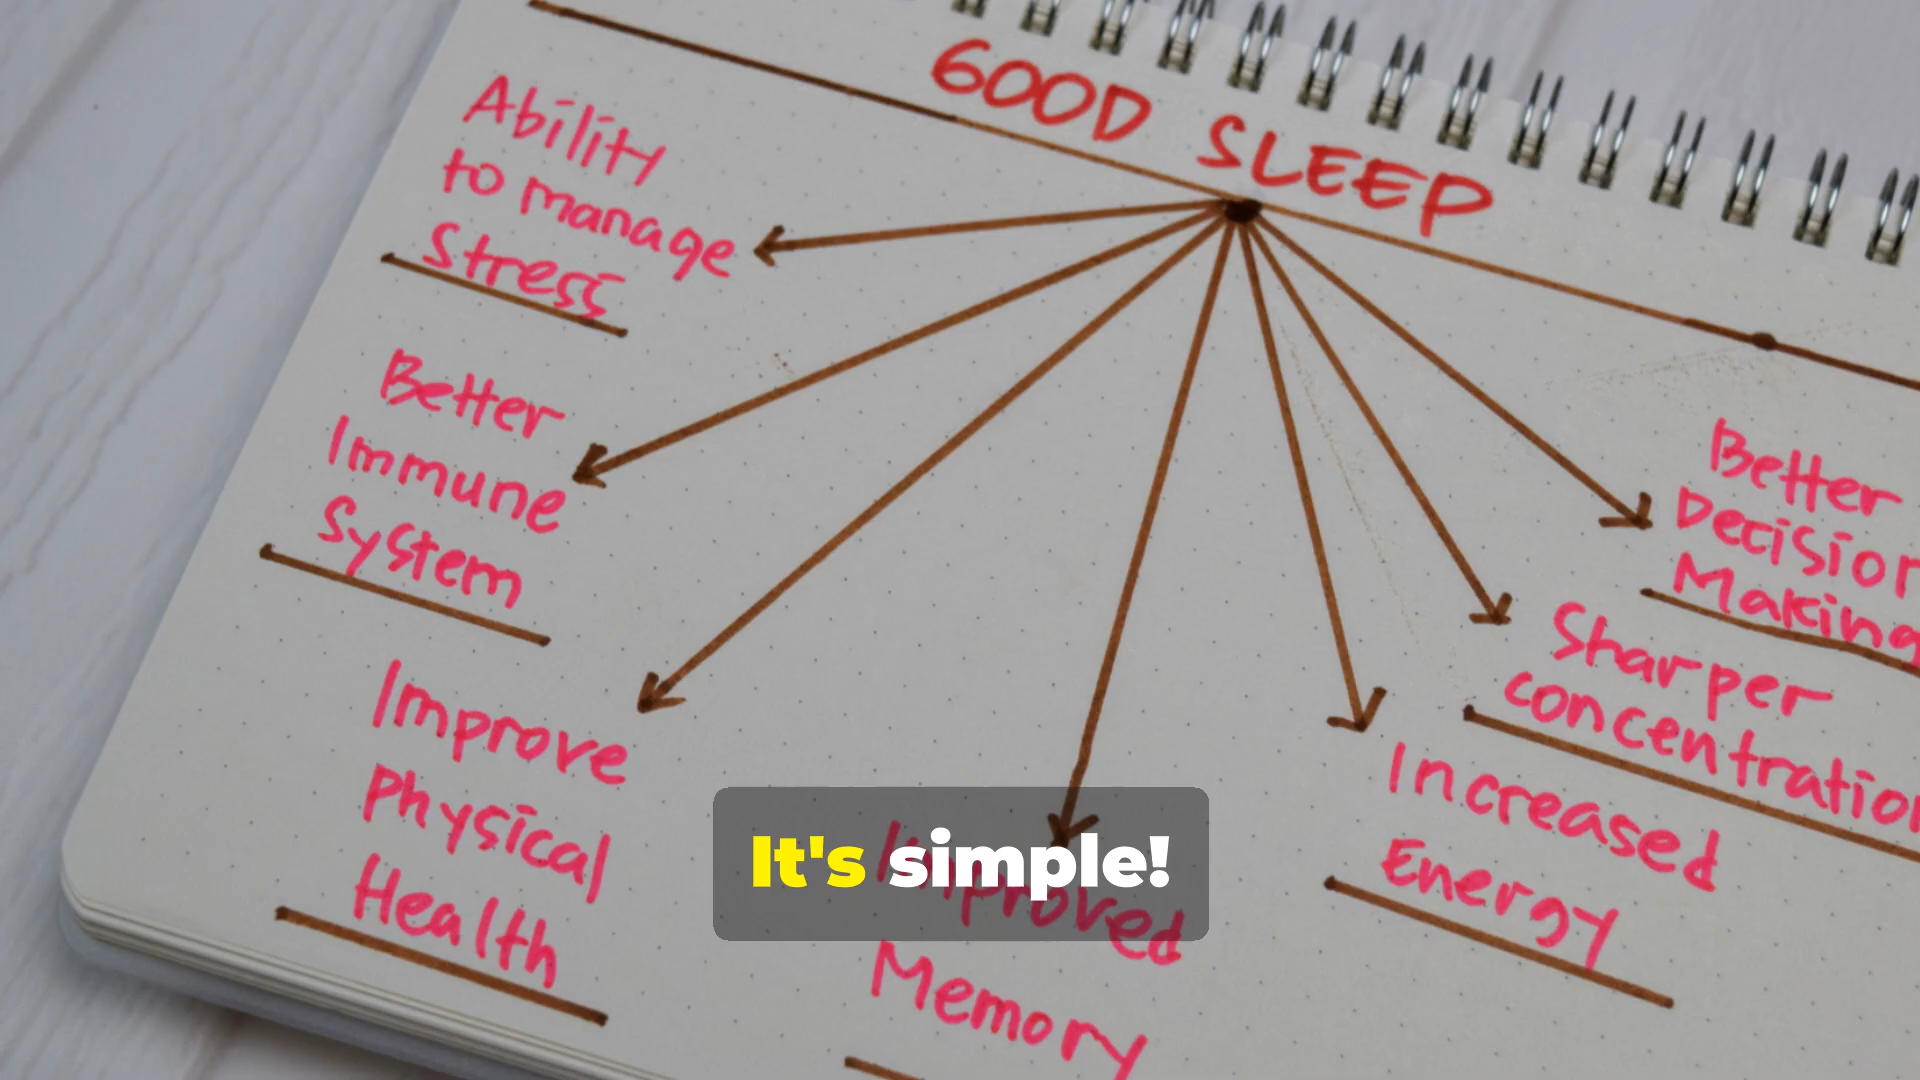 GOOD SLEEP
Ability
to manage
Stress
Better
Immune
System
Improve
Physical
Health
Improved
Memory
Increased
Energy
Sharper
concentration
Better
Decision
Making
It's simple!